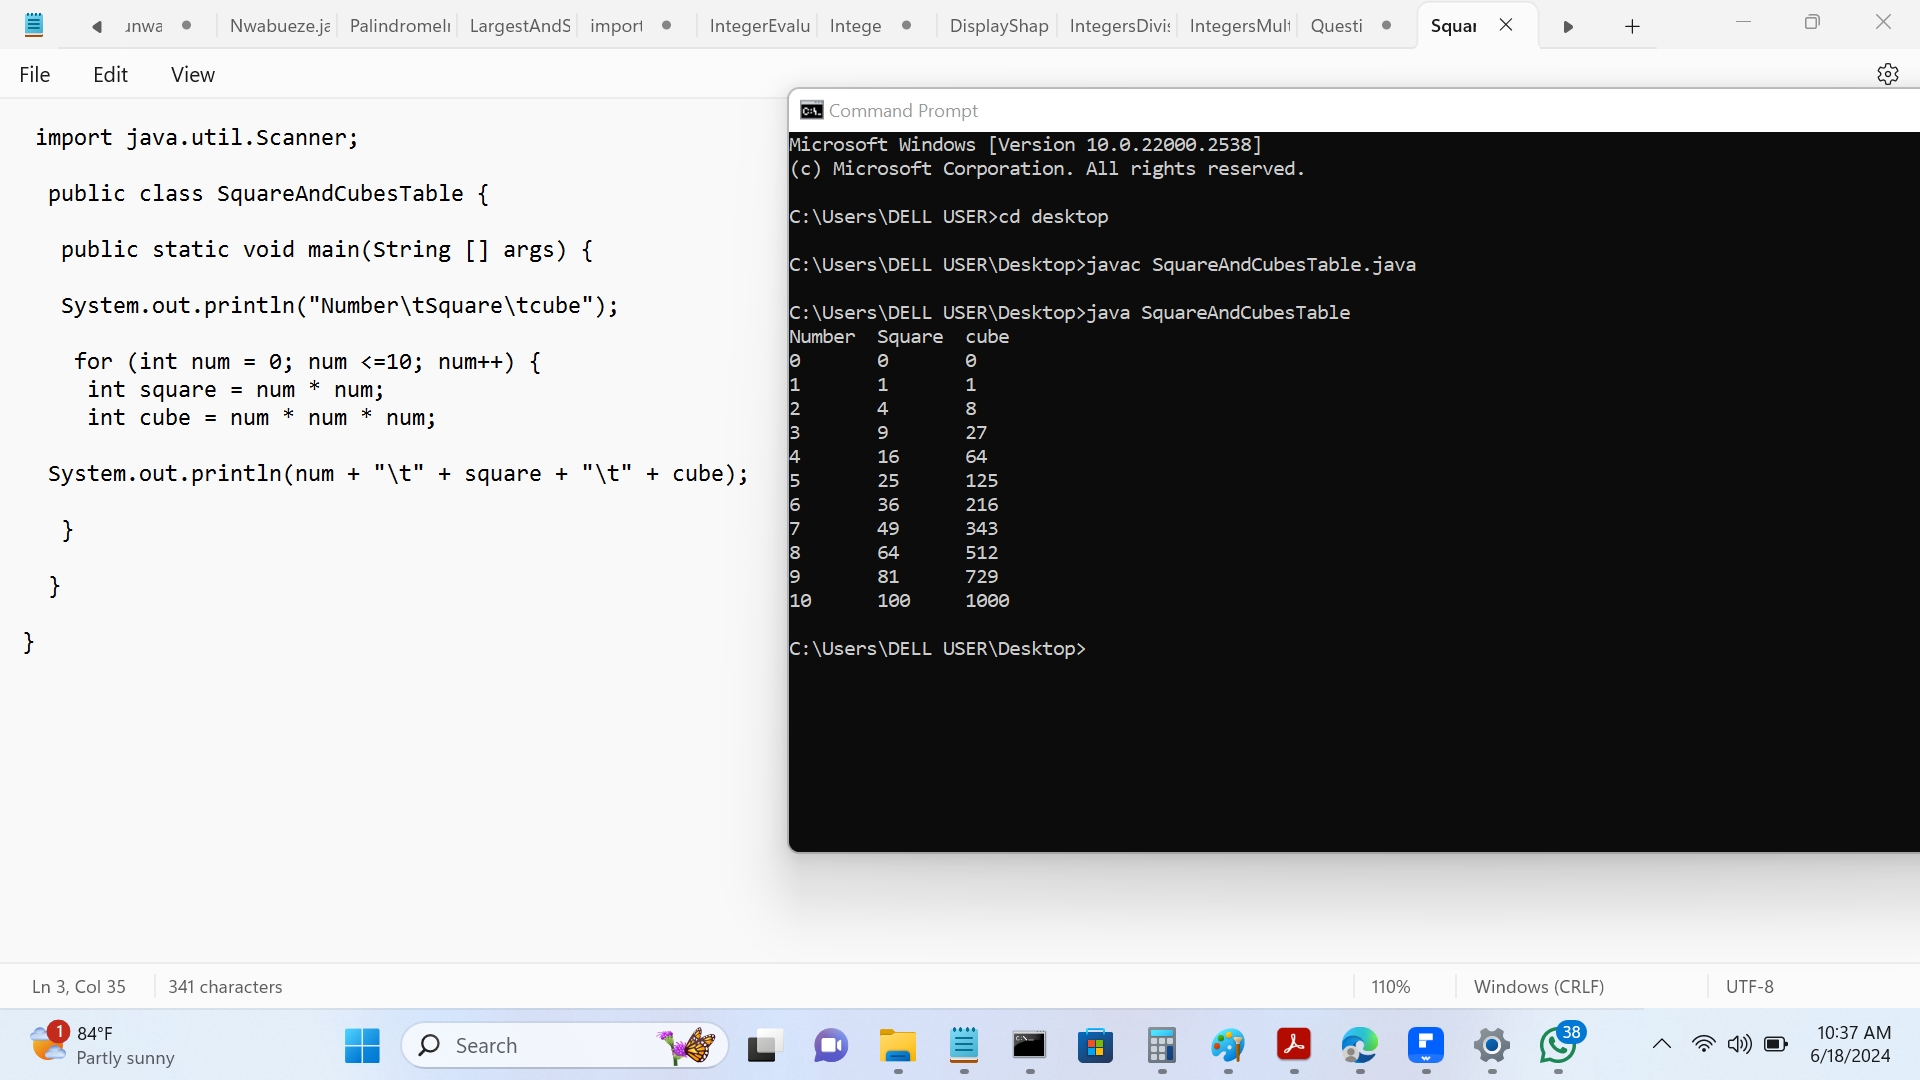 unwa
Nwabueze.ja
Palindromel
LargestAndS
import
IntegerEvalu
Intege
DisplayShap
IntegersDivis
IntegersMult
Questi
Squar
File Edit View
import java.util.Scanner;
public class SquareAndCubesTable {
public static void main(String [] args) {
System.out.println("Number\tSquare\tcube");
for (int num = 0; num <=10; num++) {
int square = num * num;
int cube = num * num * num;
System.out.println(num + "\t" + square + "\t" + cube);
}
}
}
Command Prompt
Microsoft Windows [Version 10.0.22000.2538]
(c) Microsoft Corporation. All rights reserved.
C:\Users\DELL USER>cd desktop
C:\Users\DELL USER\Desktop>javac SquareAndCubesTable.java
C:\Users\DELL USER\Desktop>java SquareAndCubesTable
Number Square cube
0 0 0
1 1 1
2 4 8
3 9 27
4 16 64
5 25 125
6 36 216
7 49 343
8 64 512
9 81 729
10 100 1000
C:\Users\DELL USER\Desktop>
Ln 3, Col 35 341 characters 110% Windows (CRLF) UTF-8
1
84°F
Partly sunny
Search
38
10:37 AM
6/18/2024